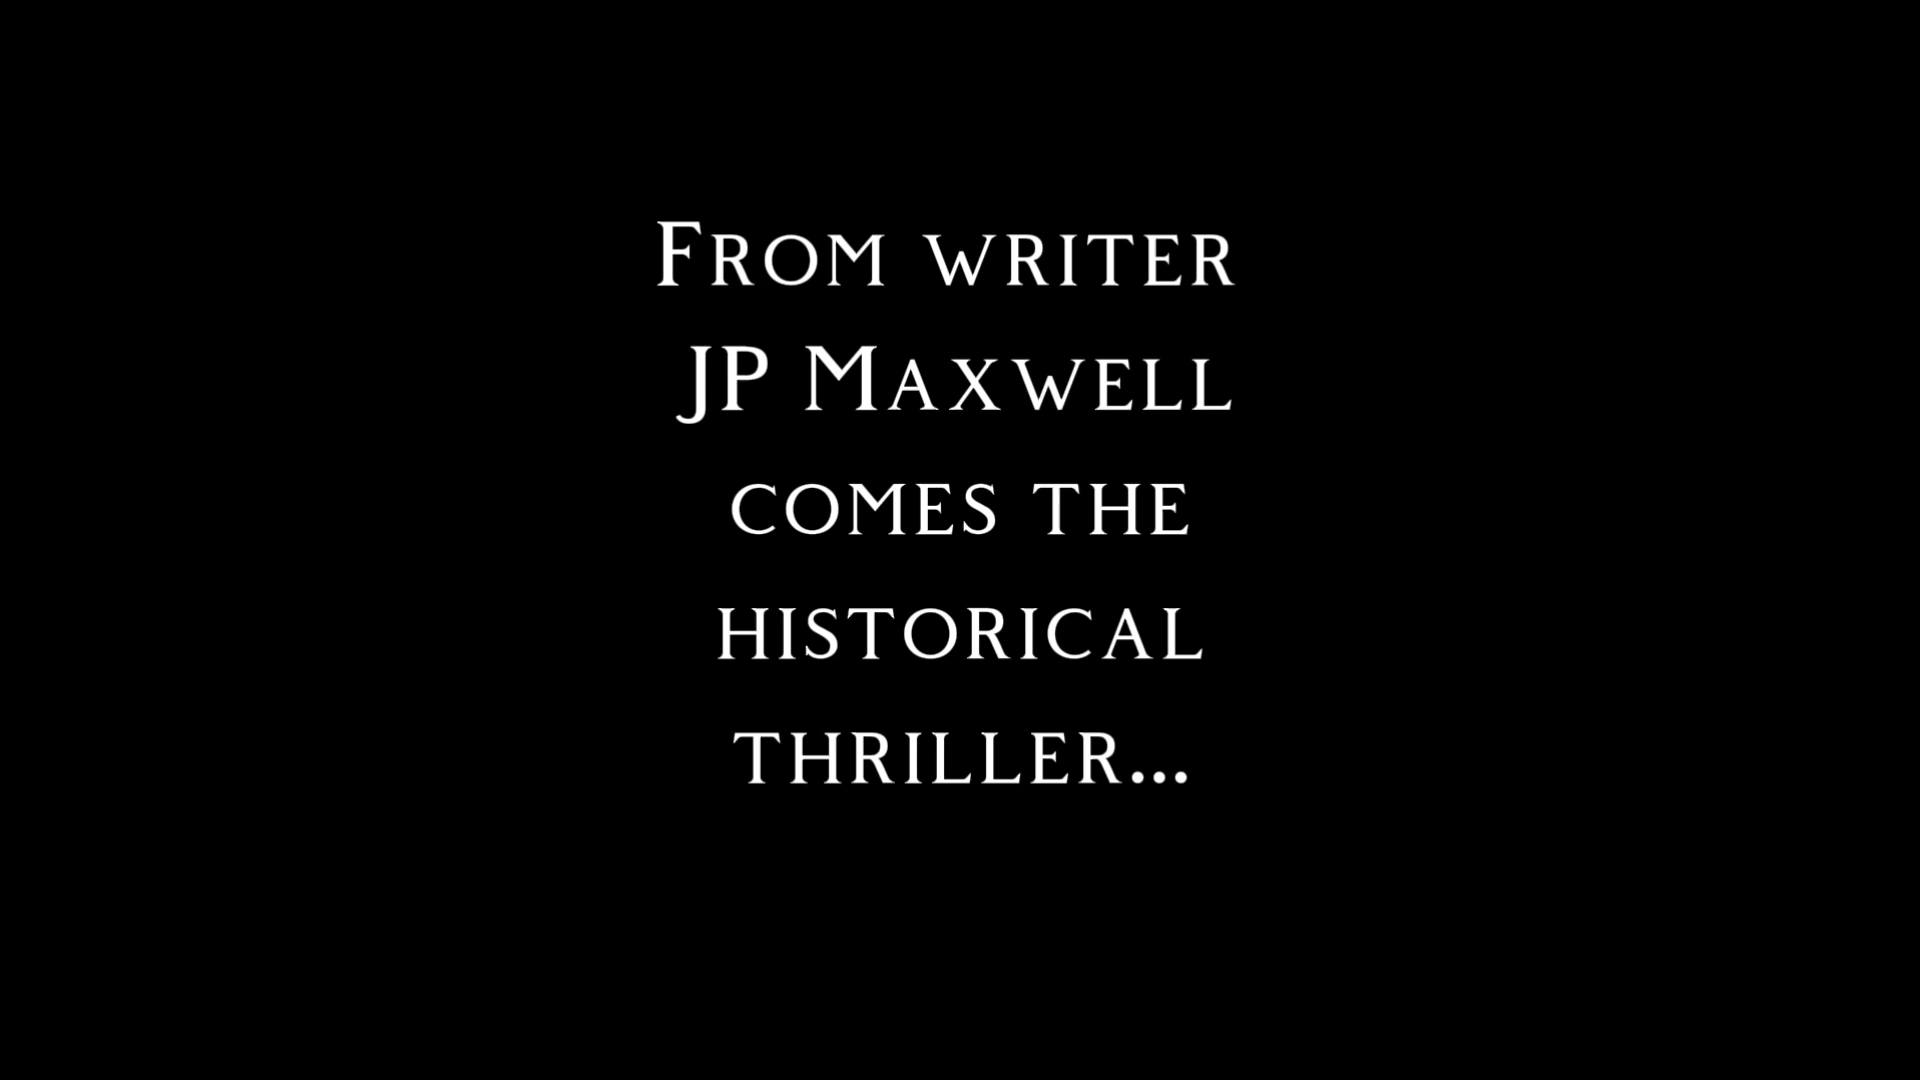 From writer
JP Maxwell
comes the
historical
thriller...